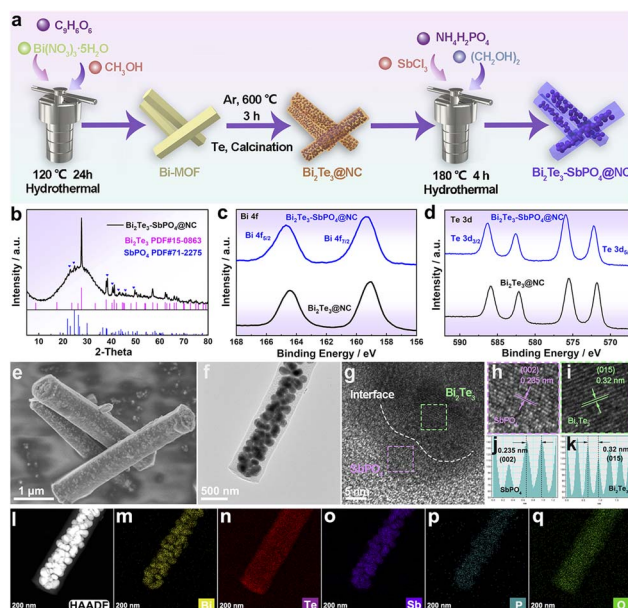 a
C₉H₆O₆
Bi(NO₃)₃·5H₂O
CH₃OH
NH₄H₂PO₄
SbCl₃
(CH₂OH)₂
Ar, 600 ℃
3 h
Te, Calcination
120 ℃ 24h
Hydrothermal
Bi-MOF
Bi₂Te₃@NC
180 ℃ 4 h
Hydrothermal
Bi₂Te₃-SbPO₄@NC
b
Bi₂Te₃-SbPO₄@NC
Bi₂Te₃ PDF#15-0863
SbPO₄ PDF#71-2275
Intensity / a.u.
10 20 30 40 50 60 70 80
2-Theta
c
Bi 4f
Bi₂Te₃-SbPO₄@NC
Bi 4f₅/₂
Bi 4f₇/₂
Bi₂Te₃@NC
Intensity / a.u.
168 166 164 162 160 158 156
Binding Energy / eV
d
Te 3d
Bi₂Te₃-SbPO₄@NC
Te 3d₃/₂
Te 3d₅
Bi₂Te₃@NC
Intensity / a.u.
590 585 580 575 570
Binding Energy / eV
e
1 μm
f
500 nm
g
Interface
Bi₂Te₃
SbPO₄
5 nm
h
(002)
0.235 nm
SbPO₄
i
(015)
0.32 nm
Bi₂Te₃
j
0.235 nm
(002)
SbPO₄
k
0.32 nm
(015)
Bi₂Te₃
l
200 nm
HAADF
m
200 nm
Bi
n
200 nm
Te
o
200 nm
Sb
p
200 nm
P
q
200 nm
O